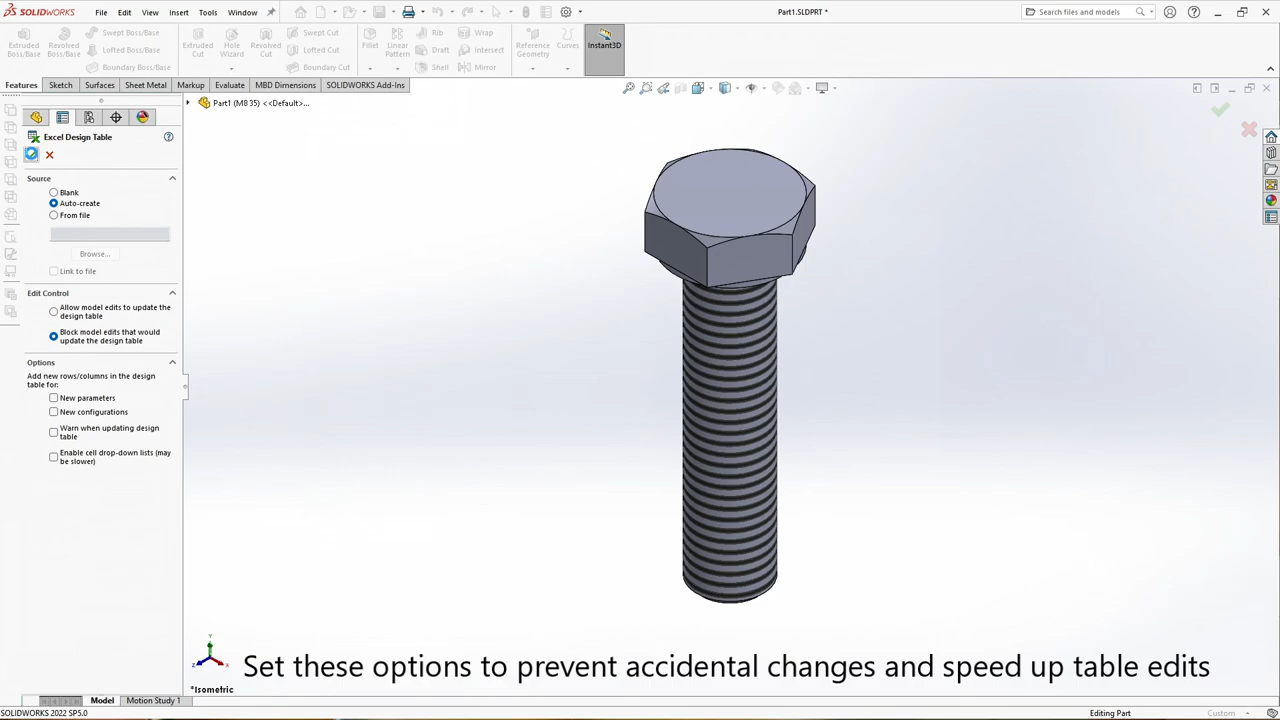 SOLIDWORKS File Edit View Insert Tools Window Part1.SLDPRT * Search files and models
Extruded Boss/Base
Revolved Boss/Base
Swept Boss/Base
Lofted Boss/Base
Boundary Boss/Base
Extruded Cut
Hole Wizard
Revolved Cut
Swept Cut
Lofted Cut
Boundary Cut
Fillet
Linear Pattern
Rib
Draft
Shell
Wrap
Intersect
Mirror
Reference Geometry
Curves
Instant3D
Features Sketch Surfaces Sheet Metal Markup Evaluate MBD Dimensions SOLIDWORKS Add-Ins
Part1 (M8 35) <<Default>...
Excel Design Table
Source
Blank
Auto-create
From file
Browse...
Link to file
Edit Control
Allow model edits to update the
design table
Block model edits that would
update the design table
Options
Add new rows/columns in the design
table for:
New parameters
New configurations
Warn when updating design
table
Enable cell drop-down lists (may
be slower)
Y
Z
X
Set these options to prevent accidental changes and speed up table edits
*Isometric
Model Motion Study 1
SOLIDWORKS 2022 SP5.0 Editing Part Custom